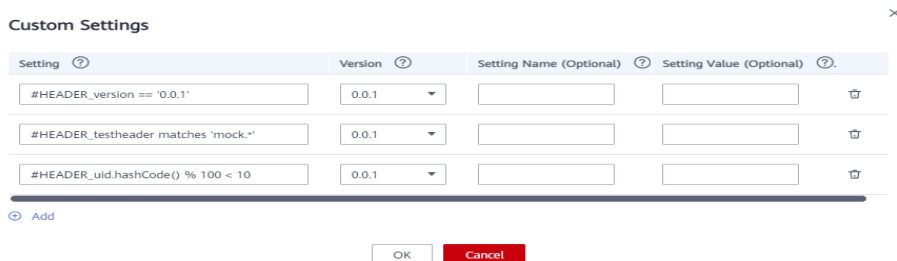 Custom Settings
Setting ? Version ? Setting Name (Optional) ? Setting Value (Optional) ?.
#HEADER_version == '0.0.1' 0.0.1
#HEADER_testheader matches 'mock.*' 0.0.1
#HEADER_uid.hashCode() % 100 < 10 0.0.1
Add
OK Cancel